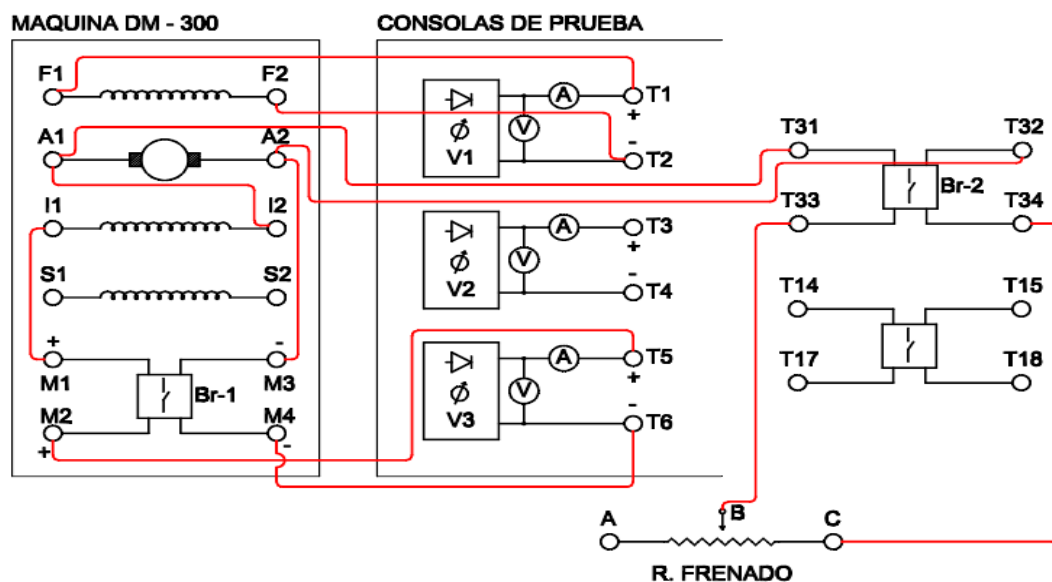 MAQUINA DM - 300
CONSOLAS DE PRUEBA
F1 F2
A T1
+
V
-
V1 T2
A1 A2
T31 T32
Br-2
I1 I2
T33 T34
A T3
+
V
-
V2 T4
S1 S2
T14 T15
T17 T18
+ -
M1 M3
Br-1
M2 M4
+ -
A T5
+
V
-
V3 T6
A B C
R. FRENADO